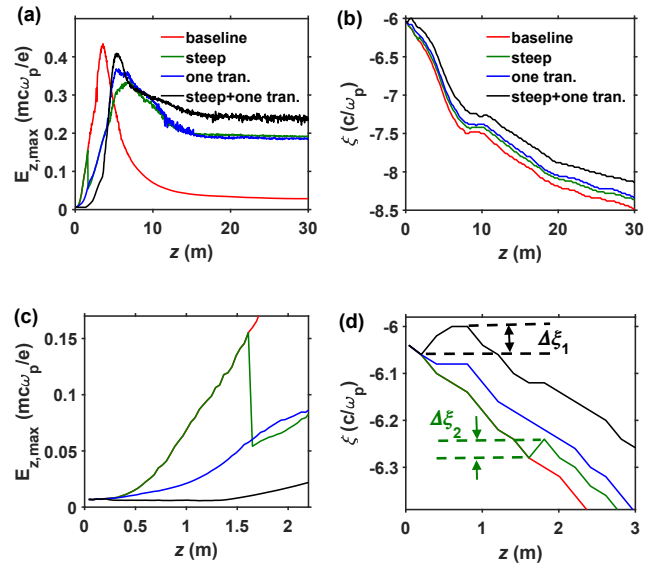 (a)
E_z,max (mcω_p/e)
0.4
0.3
0.2
0.1
0
baseline
steep
one tran.
steep+one tran.
0 10 20 30
z (m)
(b)
ξ (c/ω_p)
-6
-6.5
-7
-7.5
-8
-8.5
baseline
steep
one tran.
steep+one tran.
0 10 20 30
z (m)
(c)
E_z,max (mcω_p/e)
0.15
0.1
0.05
0
0 0.5 1 1.5 2
z (m)
(d)
ξ (c/ω_p)
-6
-6.1
-6.2
-6.3
Δξ_1
Δξ_2
0 1 2 3
z (m)